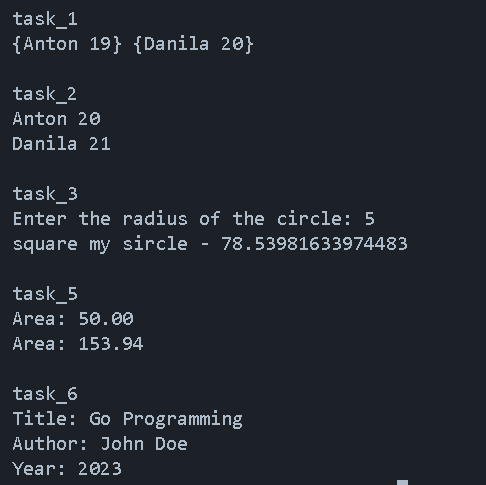 task_1
{Anton 19} {Danila 20}
task_2
Anton 20
Danila 21
task_3
Enter the radius of the circle: 5
square my sircle - 78.53981633974483
task_5
Area: 50.00
Area: 153.94
task_6
Title: Go Programming
Author: John Doe
Year: 2023